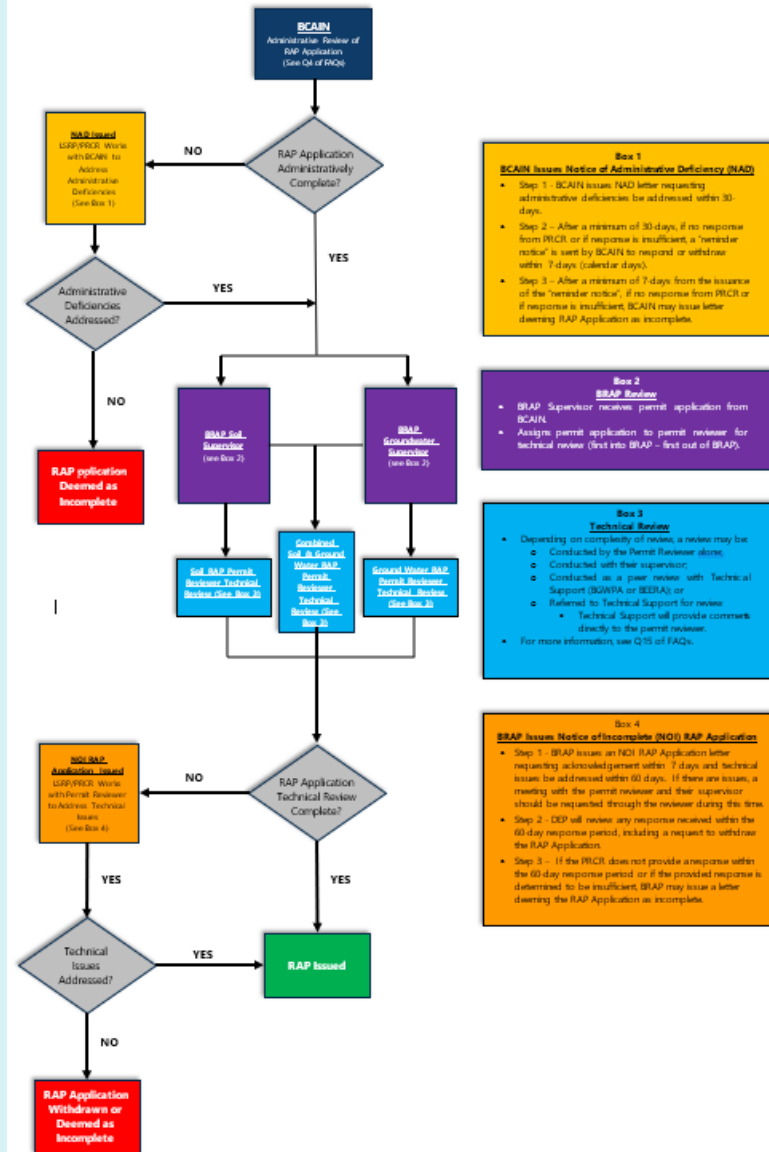 BCAIN
Administrative Review of
RAP Application
(See Q4 of FAQs)
NAD Issued
LSRP/PRCR Works
with BCAIN to
Address
Administrative
Deficiencies
(See Box 1)
NO
RAP Application
Administratively
Complete?
YES
Administrative
Deficiencies
Addressed?
YES
NO
RAP pplication
Deemed as
Incomplete
BRAP Soil
Supervisor
(see Box 2)
BRAP
Groundwater
Supervisor
(see Box 2)
Soil RAP Permit
Reviewer Technical
Review (See Box 3)
Combined
Soil & Ground
Water RAP
Permit
Reviewer
Technical
Review (See
Box 3)
Ground Water RAP
Permit Reviewer
Technical Review
(See Box 3)
NOI RAP
Application Issued
LSRP/PRCR Works
with Permit Reviewer
to Address Technical
Issues
(See Box 4)
NO
RAP Application
Technical Review
Complete?
YES
YES
Technical
Issues
Addressed?
YES
RAP Issued
NO
RAP Application
Withdrawn or
Deemed as
Incomplete
Box 1
BCAIN Issues Notice of Administrative Deficiency (NAD)
• Step 1 - BCAIN issues NAD letter requesting
administrative deficiencies be addressed within 30-
days.
• Step 2 – After a minimum of 30-days, if no response
from PRCR or if response is insufficient, a "reminder
notice" is sent by BCAIN to respond or withdraw
within 7-days (calendar days).
• Step 3 – After a minimum of 7-days from the issuance
of the "reminder notice", if no response from PRCR or
if response is insufficient, BCAIN may issue letter
deeming RAP Application as incomplete.
Box 2
BRAP Review
• BRAP Supervisor receives permit application from
BCAIN.
• Assigns permit application to permit reviewer for
technical review (first into BRAP – first out of BRAP).
Box 3
Technical Review
• Depending on complexity of review, a review may be:
o Conducted by the Permit Reviewer alone;
o Conducted with their supervisor;
o Conducted as a peer review with Technical
Support (BGWPA or BEERA); or
o Referred to Technical Support for review
▪ Technical Support will provide comments
directly to the permit reviewer.
• For more information, see Q15 of FAQs.
Box 4
BRAP Issues Notice of Incomplete (NOI) RAP Application
• Step 1 - BRAP issues an NOI RAP Application letter
requesting acknowledgement within 7 days and technical
issues be addressed within 60 days. If there are issues, a
meeting with the permit reviewer and their supervisor
should be requested through the reviewer during this time.
• Step 2 - DEP will review any response received within the
60-day response period, including a request to withdraw
the RAP Application.
• Step 3 – If the PRCR does not provide a response within
the 60-day response period or if the provided response is
determined to be insufficient, BRAP may issue a letter
deeming the RAP Application as incomplete.